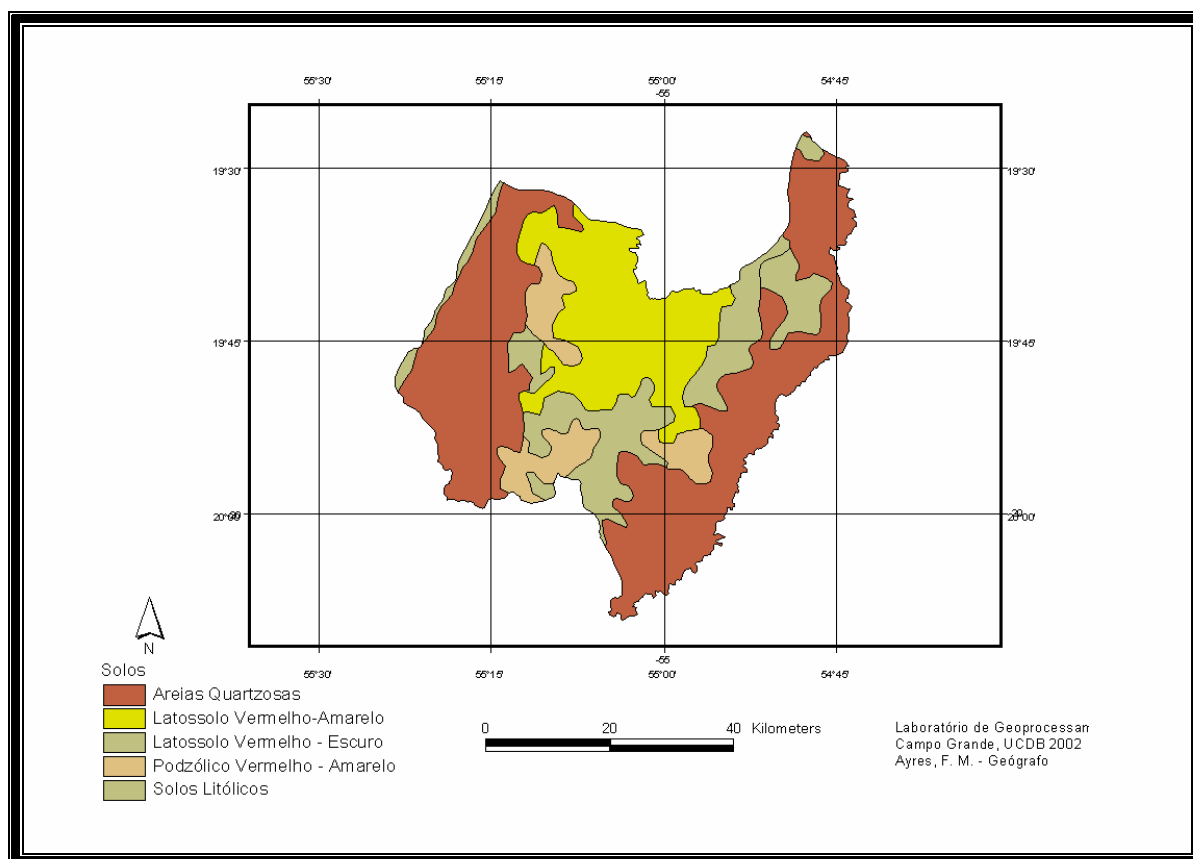 55°30'
55°15'
55°00'
54°45'
-55
19°30'
19°30'
19°45'
19°45'
20°00'
55°30'
55°15'
-55
55°00'
54°45'
N
Solos
Areias Quartzosas
Latossolo Vermelho-Amarelo
Latossolo Vermelho - Escuro
Podzólico Vermelho - Amarelo
Solos Litólicos
0 20 40 Kilometers
Laboratório de Geoprocessam
Campo Grande, UCDB 2002
Ayres, F. M. - Geógrafo